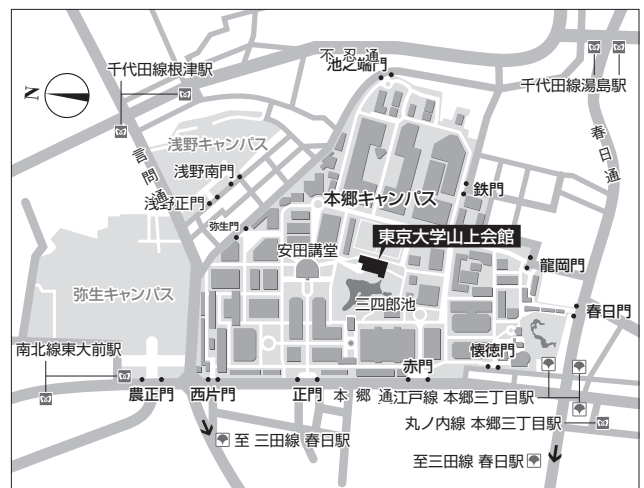 不忍通
池之端門
千代田線根津駅
千代田線湯島駅
N
春日通
言問通
浅野キャンパス
浅野南門
浅野正門
本郷キャンパス
鉄門
弥生門
安田講堂
東京大学山上会館
龍岡門
弥生キャンパス
三四郎池
春日門
南北線東大前駅
赤門
懐徳門
農正門
西片門
正門
本郷通
江戸線 本郷三丁目駅
丸ノ内線 本郷三丁目駅
至 三田線 春日駅
至三田線 春日駅